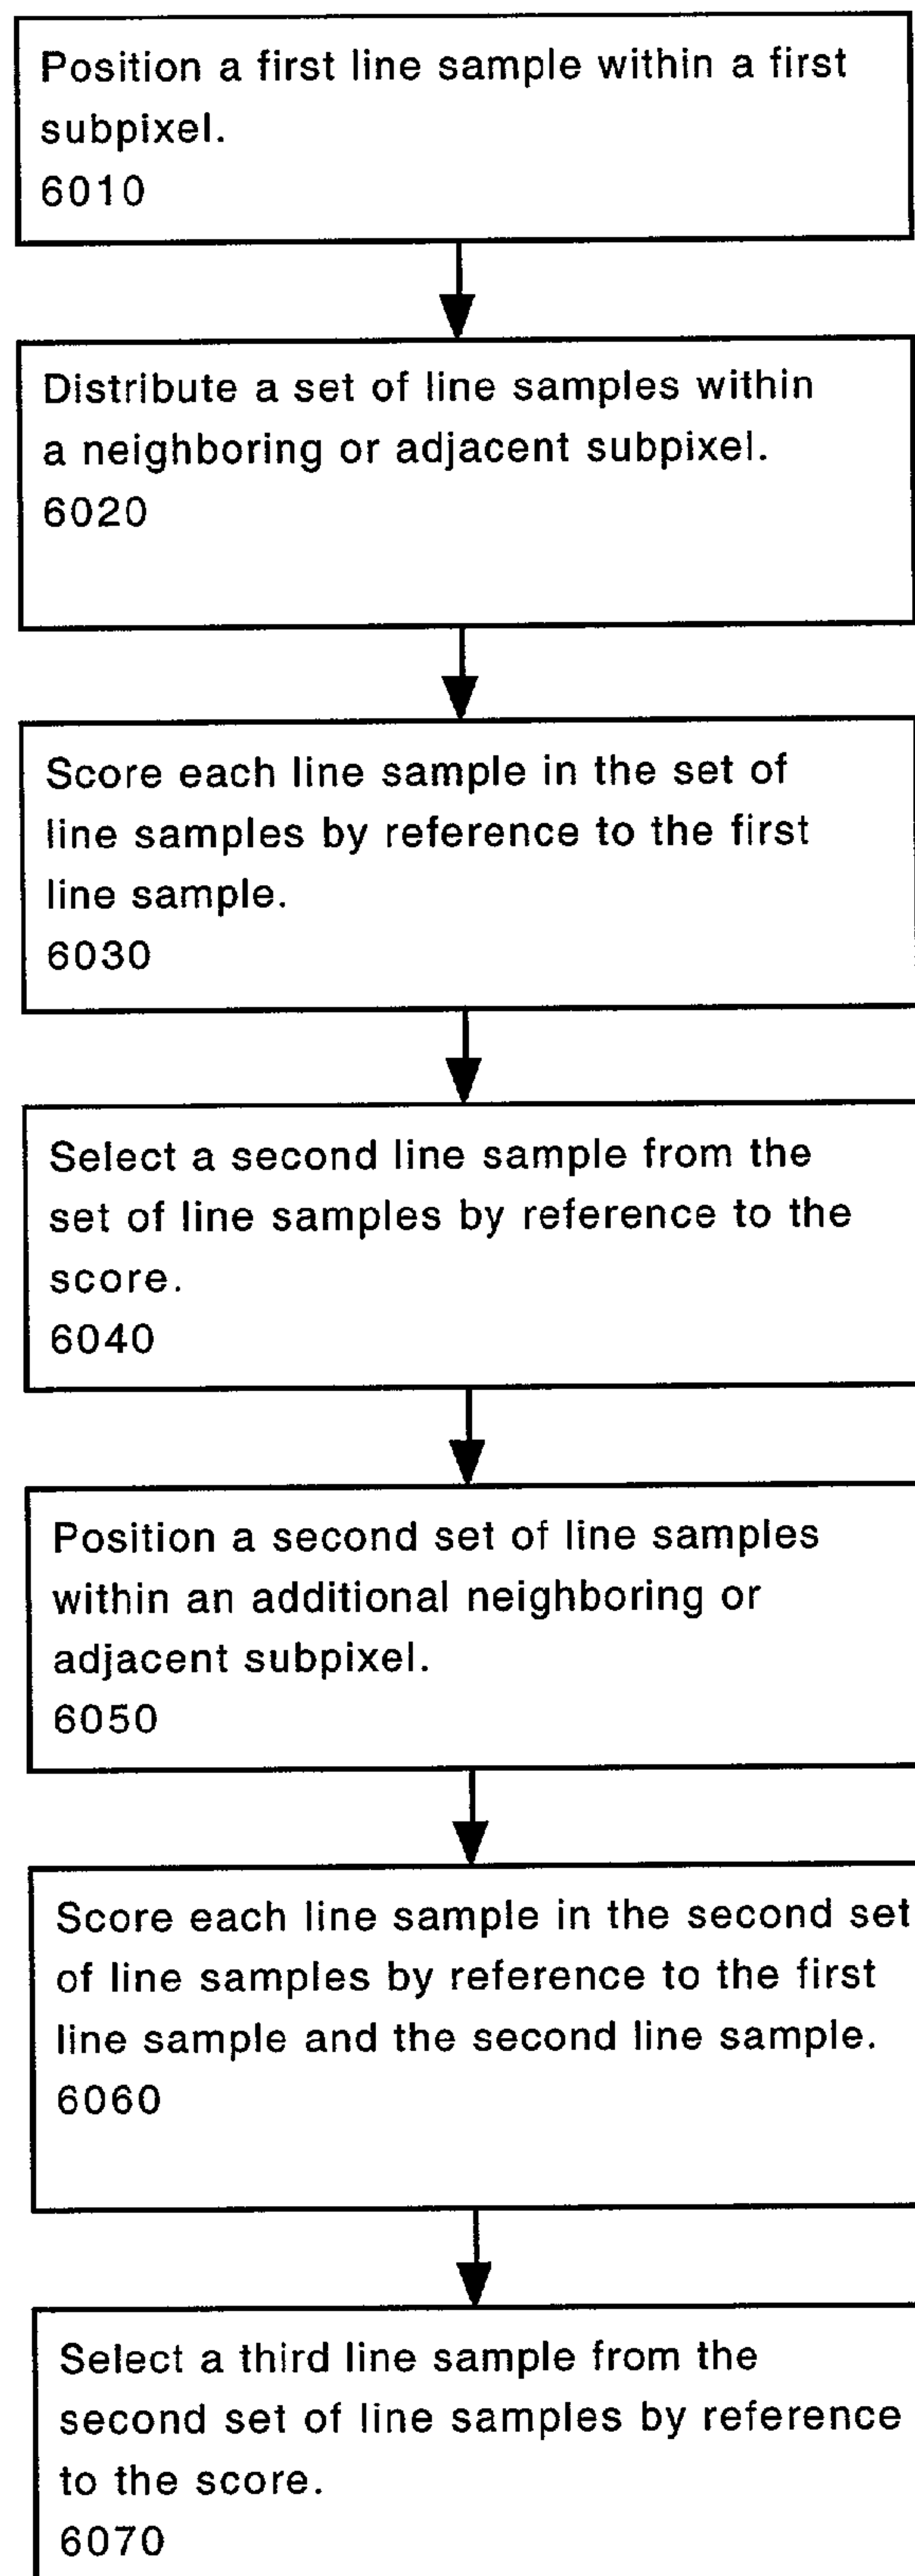 Position a first line sample within a first
subpixel.
6010
Distribute a set of line samples within
a neighboring or adjacent subpixel.
6020
Score each line sample in the set of
line samples by reference to the first
line sample.
6030
Select a second line sample from the
set of line samples by reference to the
score.
6040
Position a second set of line samples
within an additional neighboring or
adjacent subpixel.
6050
Score each line sample in the second set
of line samples by reference to the first
line sample and the second line sample.
6060
Select a third line sample from the
second set of line samples by reference
to the score.
6070